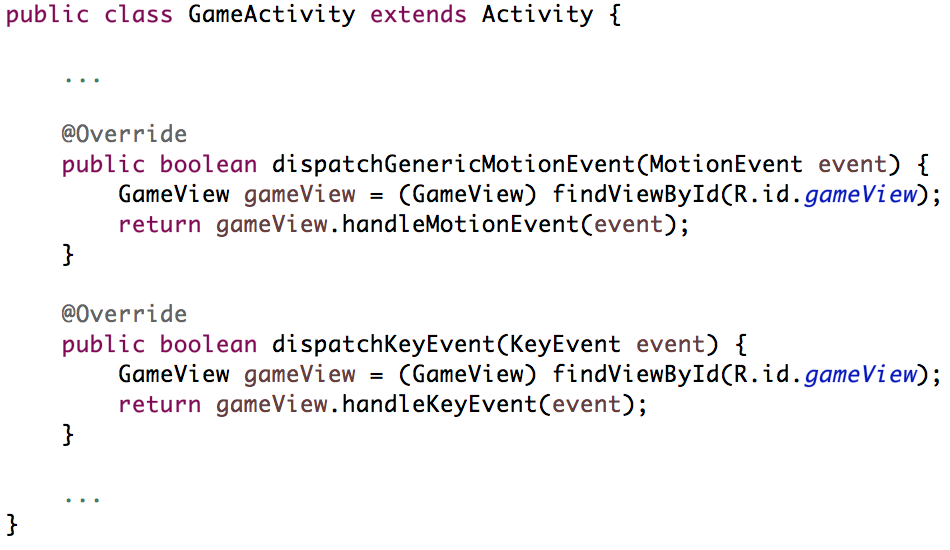 public class GameActivity extends Activity {
...
@Override
public boolean dispatchGenericMotionEvent(MotionEvent event) {
GameView gameView = (GameView) findViewById(R.id.gameView);
return gameView.handleMotionEvent(event);
}
@Override
public boolean dispatchKeyEvent(KeyEvent event) {
GameView gameView = (GameView) findViewById(R.id.gameView);
return gameView.handleKeyEvent(event);
}
...
}